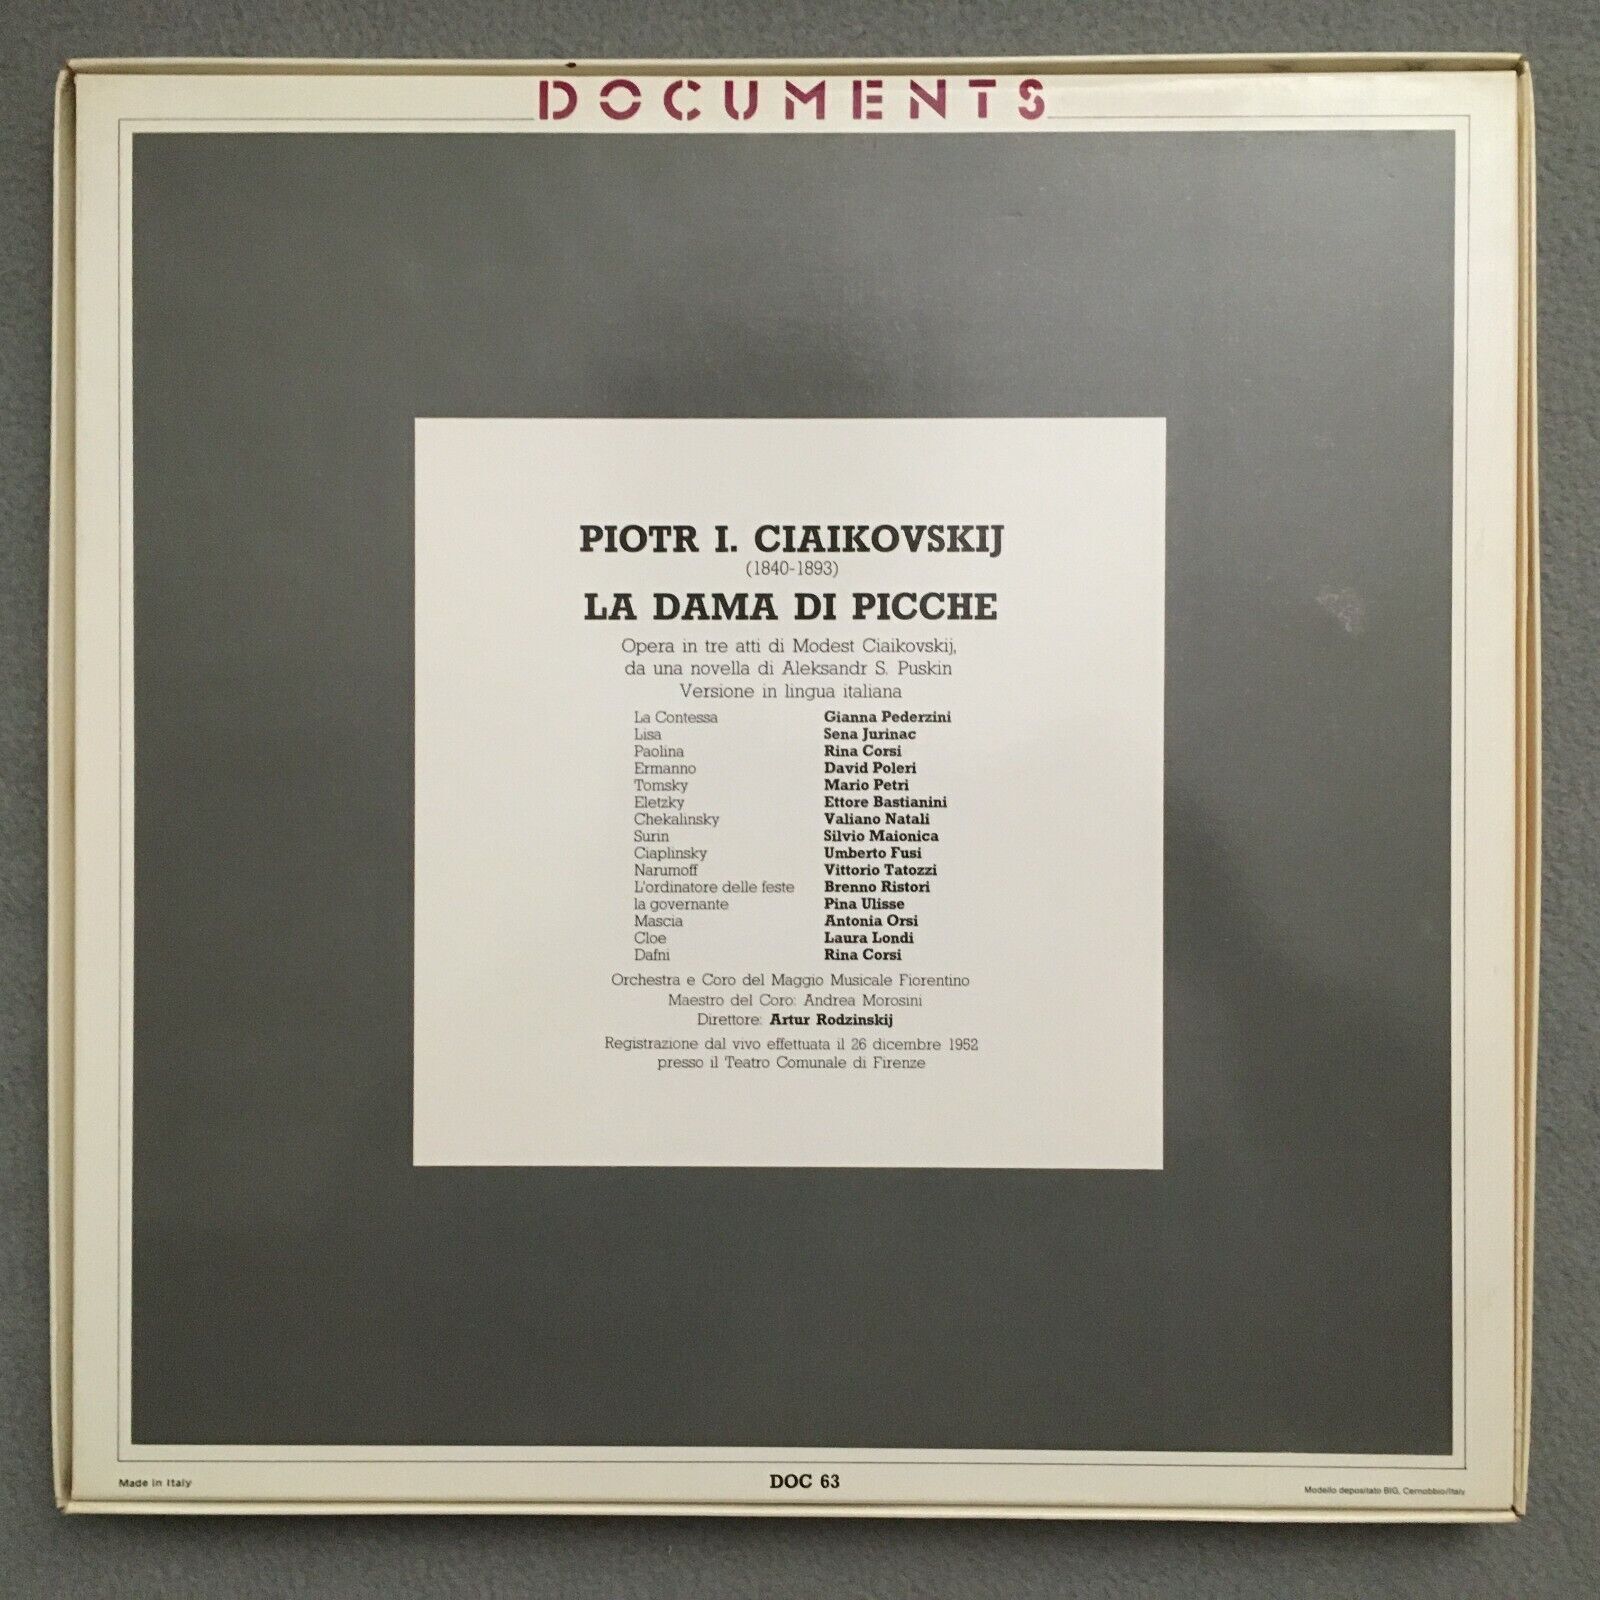 DOCUMENTS
PIOTR I. CIAIKOVSKIJ
(1840-1893)
LA DAMA DI PICCHE
Opera in tre atti di Modest Ciaikovskij,
da una novella di Aleksandr S. Puskin
Versione in lingua italiana
La Contessa Gianna Pederzini
Lisa Sena Jurinac
Paolina Rina Corsi
Ermanno David Poleri
Tomsky Mario Petri
Eletzky Ettore Bastianini
Chekalinsky Valiano Natali
Surin Silvio Maionica
Ciaplinsky Umberto Fusi
Narumoff Vittorio Tatozzi
L'ordinatore delle feste Brenno Ristori
la governante Pina Ulisse
Mascia Antonia Orsi
Cloe Laura Londi
Dafni Rina Corsi
Orchestra e Coro del Maggio Musicale Fiorentino
Maestro del Coro: Andrea Morosini
Direttore: Artur Rodzinskij
Registrazione dal vivo effettuata il 26 dicembre 1952
presso il Teatro Comunale di Firenze
Made in Italy
DOC 63
Modello depositato BIG, Cernobbio/Italy